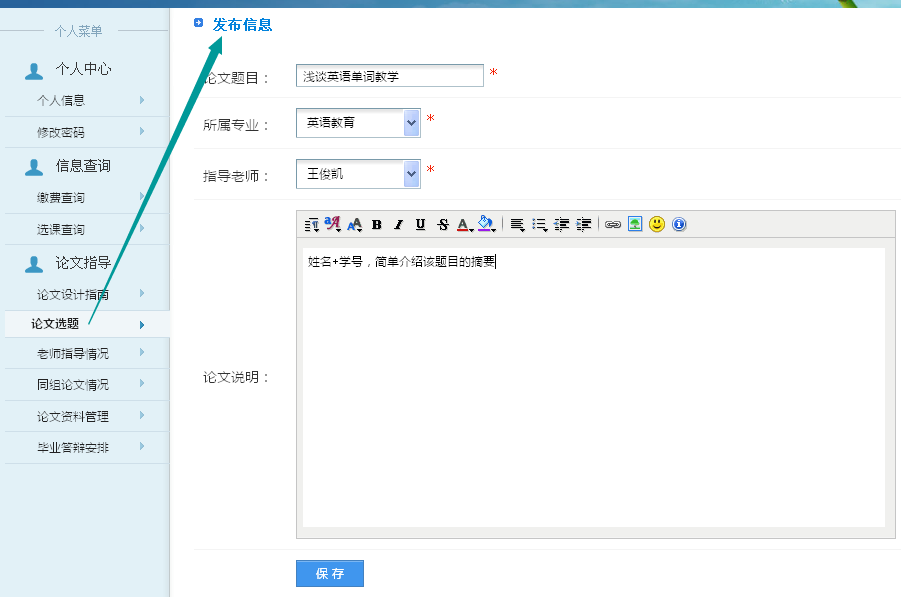 个人菜单
个人中心
个人信息
修改密码
信息查询
缴费查询
选课查询
论文指导
论文设计指南
论文选题
老师指导情况
同组论文情况
论文资料管理
毕业答辩安排
发布信息
论文题目： 浅谈英语单词教学 *
所属专业： 英语教育 *
指导老师： 王俊凯 *
姓名+学号，简单介绍该题目的摘要
论文说明：
保存